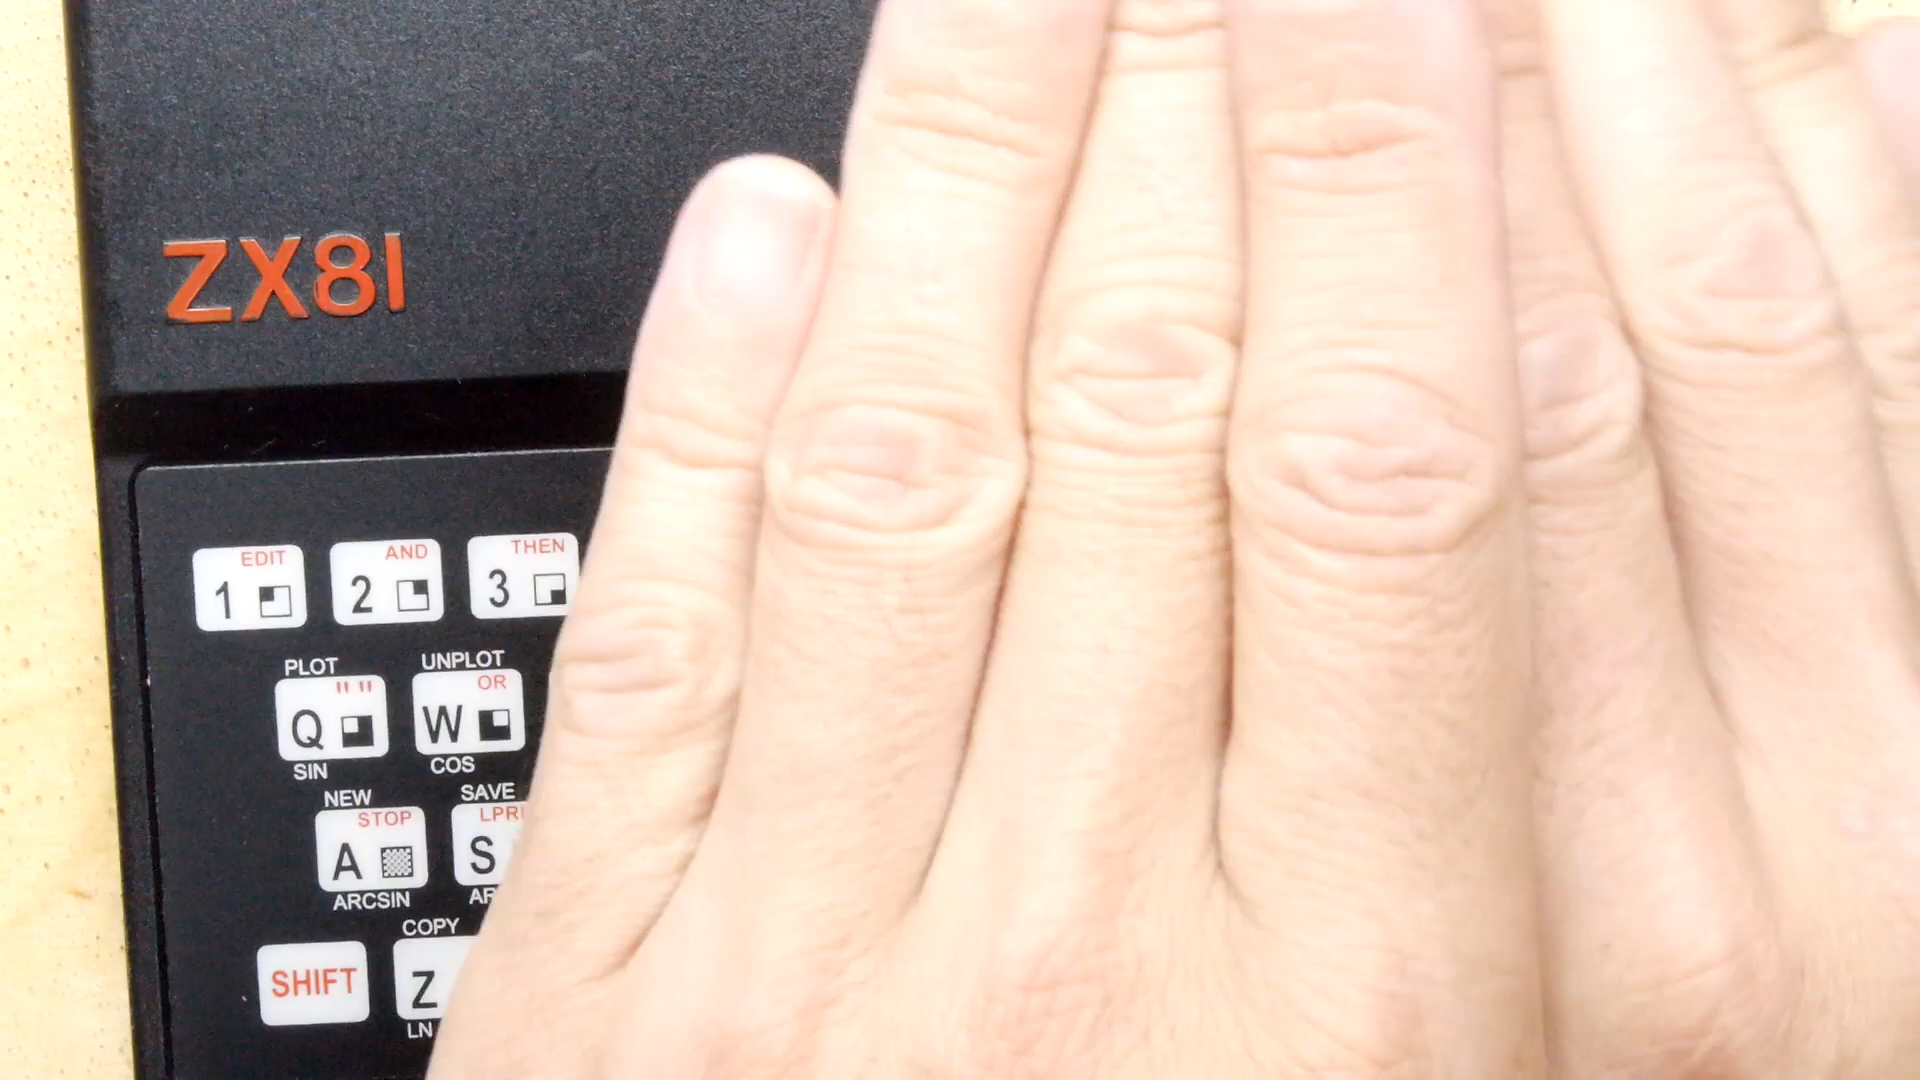 ZX81
EDIT AND THEN
1 2 3
PLOT UNPLOT
" " OR
Q W
SIN COS
NEW SAVE
STOP
A S
ARCSIN
COPY
SHIFT Z
LN